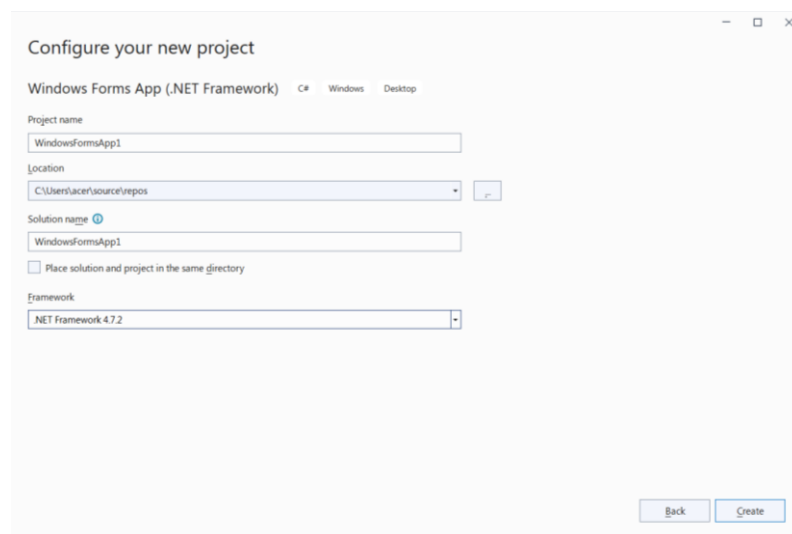 Configure your new project
Windows Forms App (.NET Framework) C# Windows Desktop
Project name
WindowsFormsApp1
Location
C:\Users\acer\source\repos
Solution name
WindowsFormsApp1
Place solution and project in the same directory
Framework
.NET Framework 4.7.2
Back Create